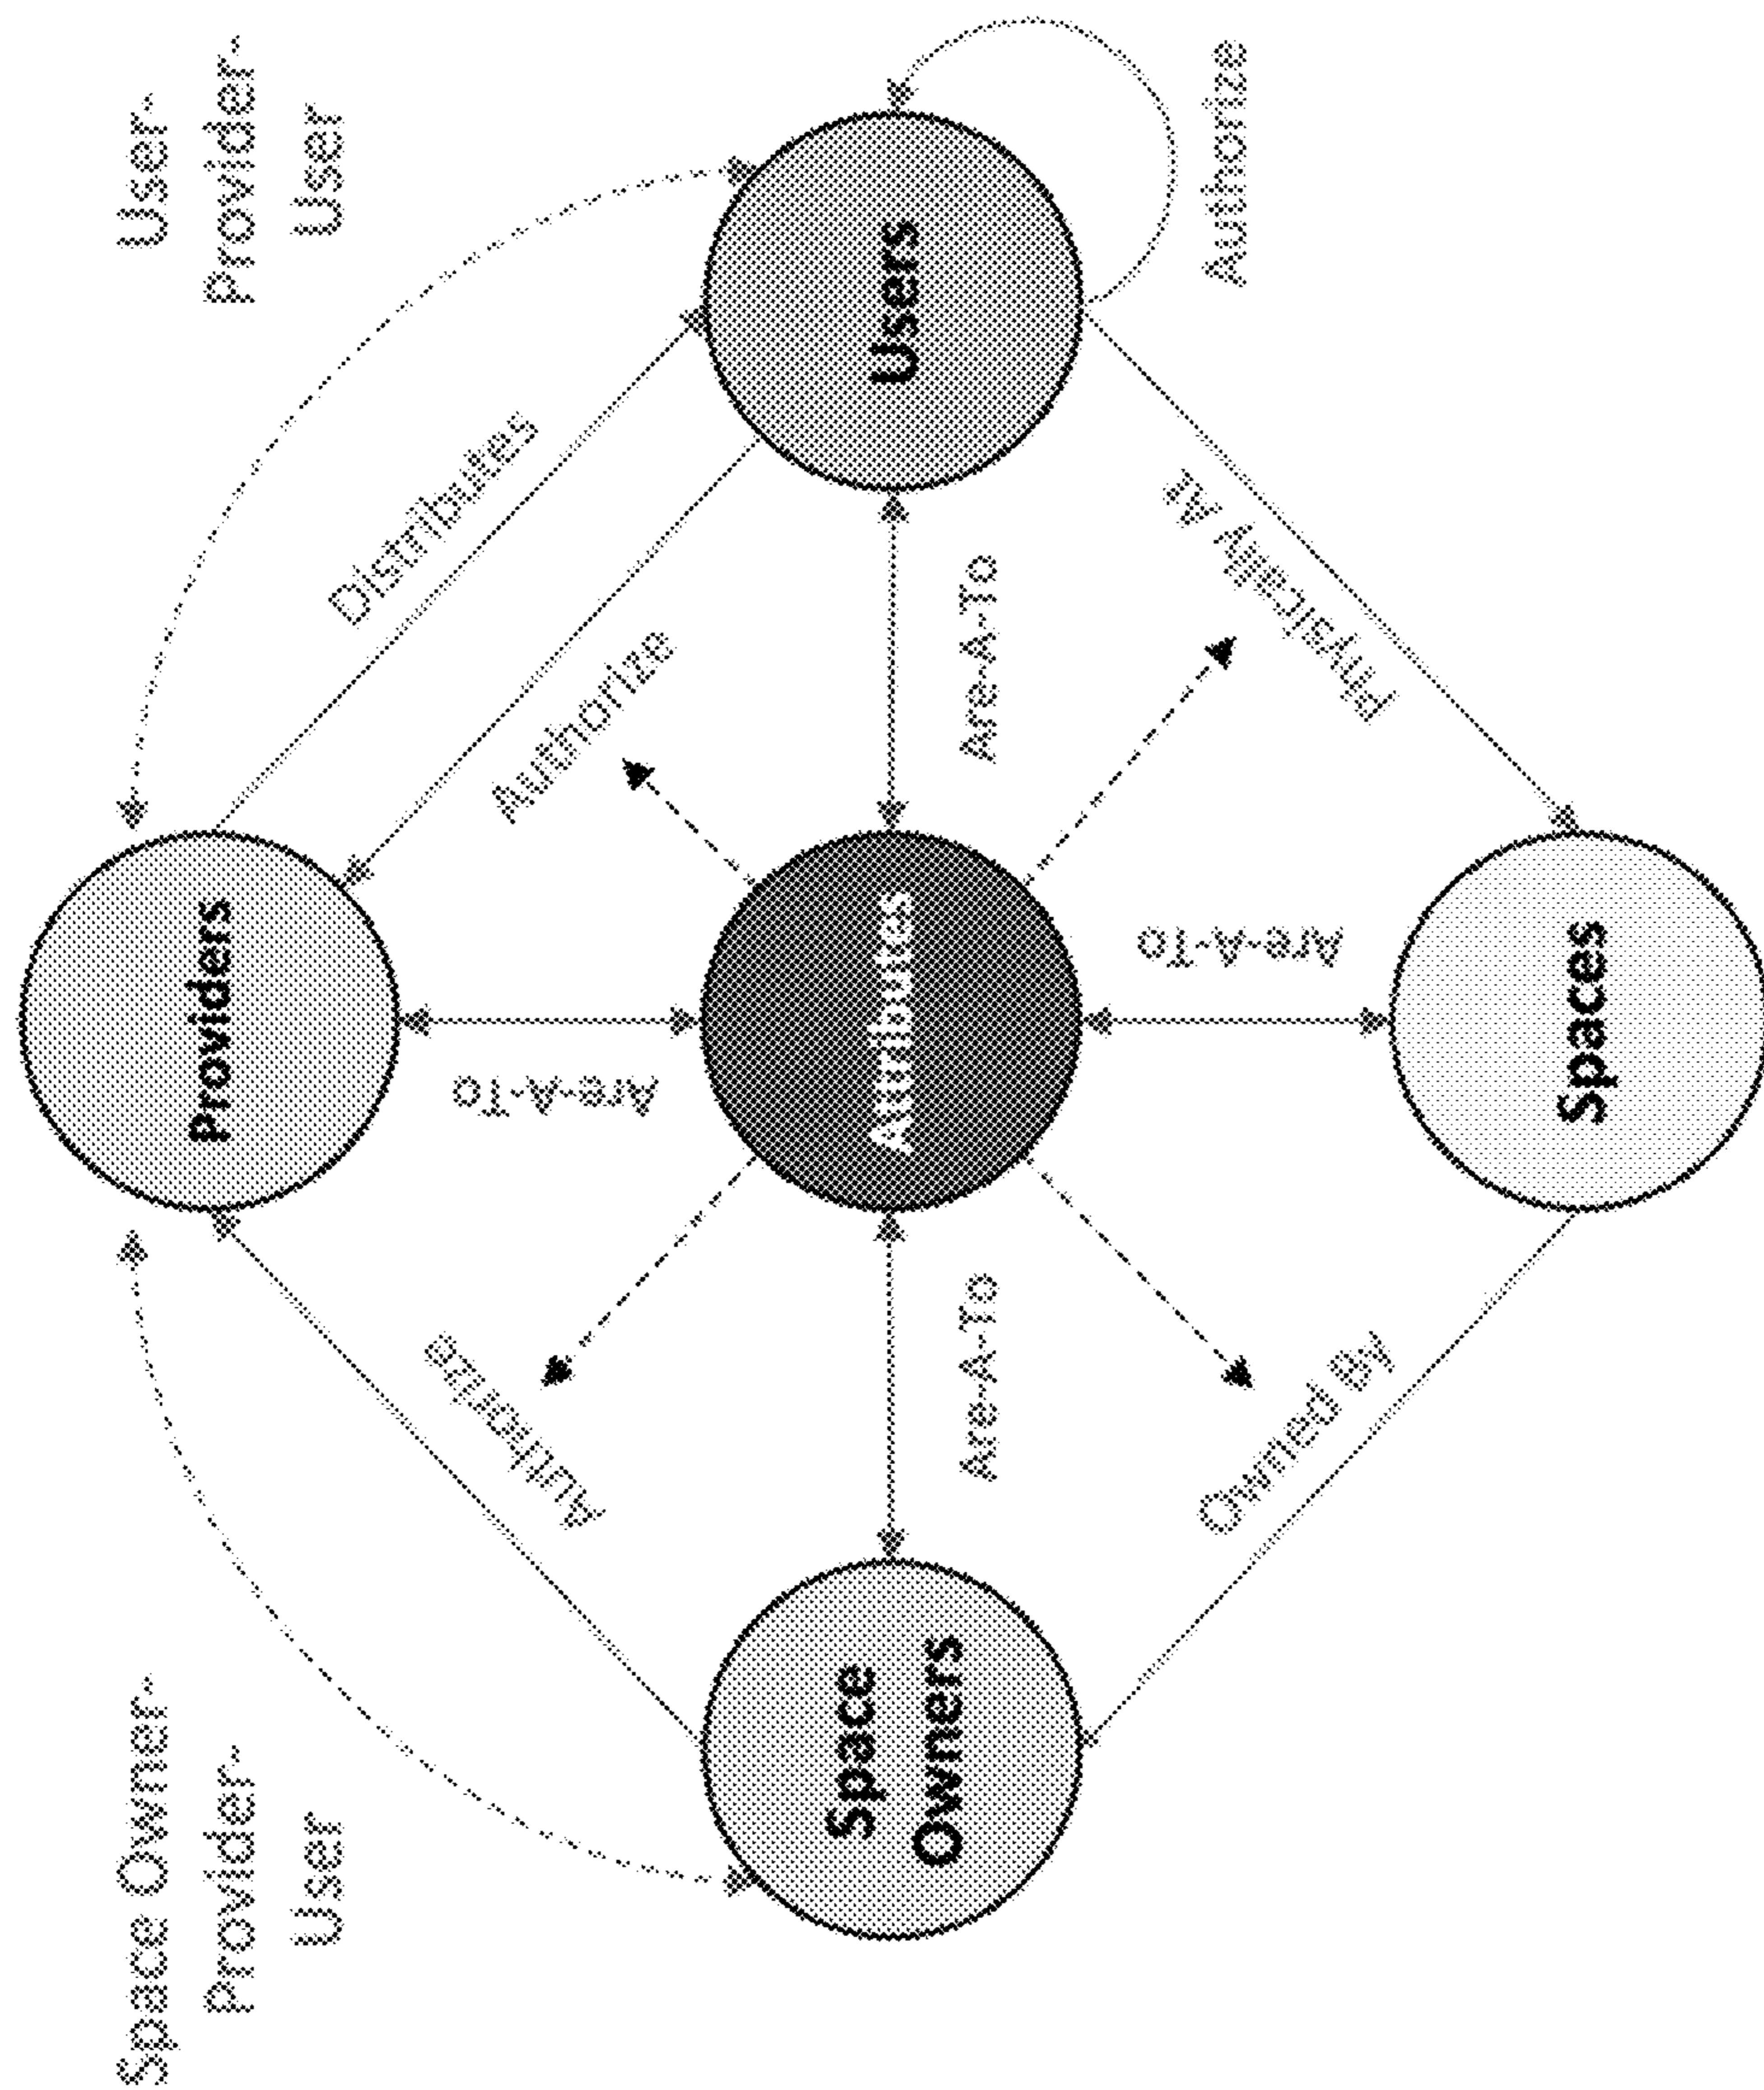 Space Owner-
Provider-
User
User-
Provider-
User
Providers
Authorize
Distributes
Authorize
Are-A-To
Space
Owners
Are-A-To
Attributes
Are-A-To
Users
Authorize
Are-A-To
Owned By
Physically At
Spaces